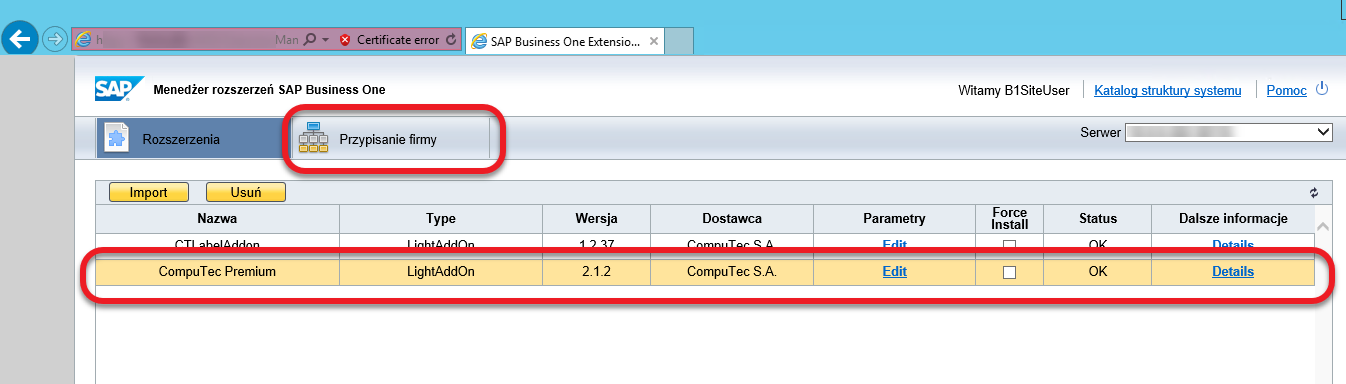 h
Man
Certificate error
SAP Business One Extensio...
SAP
Menedżer rozszerzeń SAP Business One
Witamy B1SiteUser
Katalog struktury systemu
Pomoc
Rozszerzenia
Przypisanie firmy
Serwer
Import
Usuń
Nazwa Type Wersja Dostawca Parametry Force Install Status Dalsze informacje
CTLabelAddon LightAddOn 1.2.37 CompuTec S.A. Edit OK Details
CompuTec Premium LightAddOn 2.1.2 CompuTec S.A. Edit OK Details